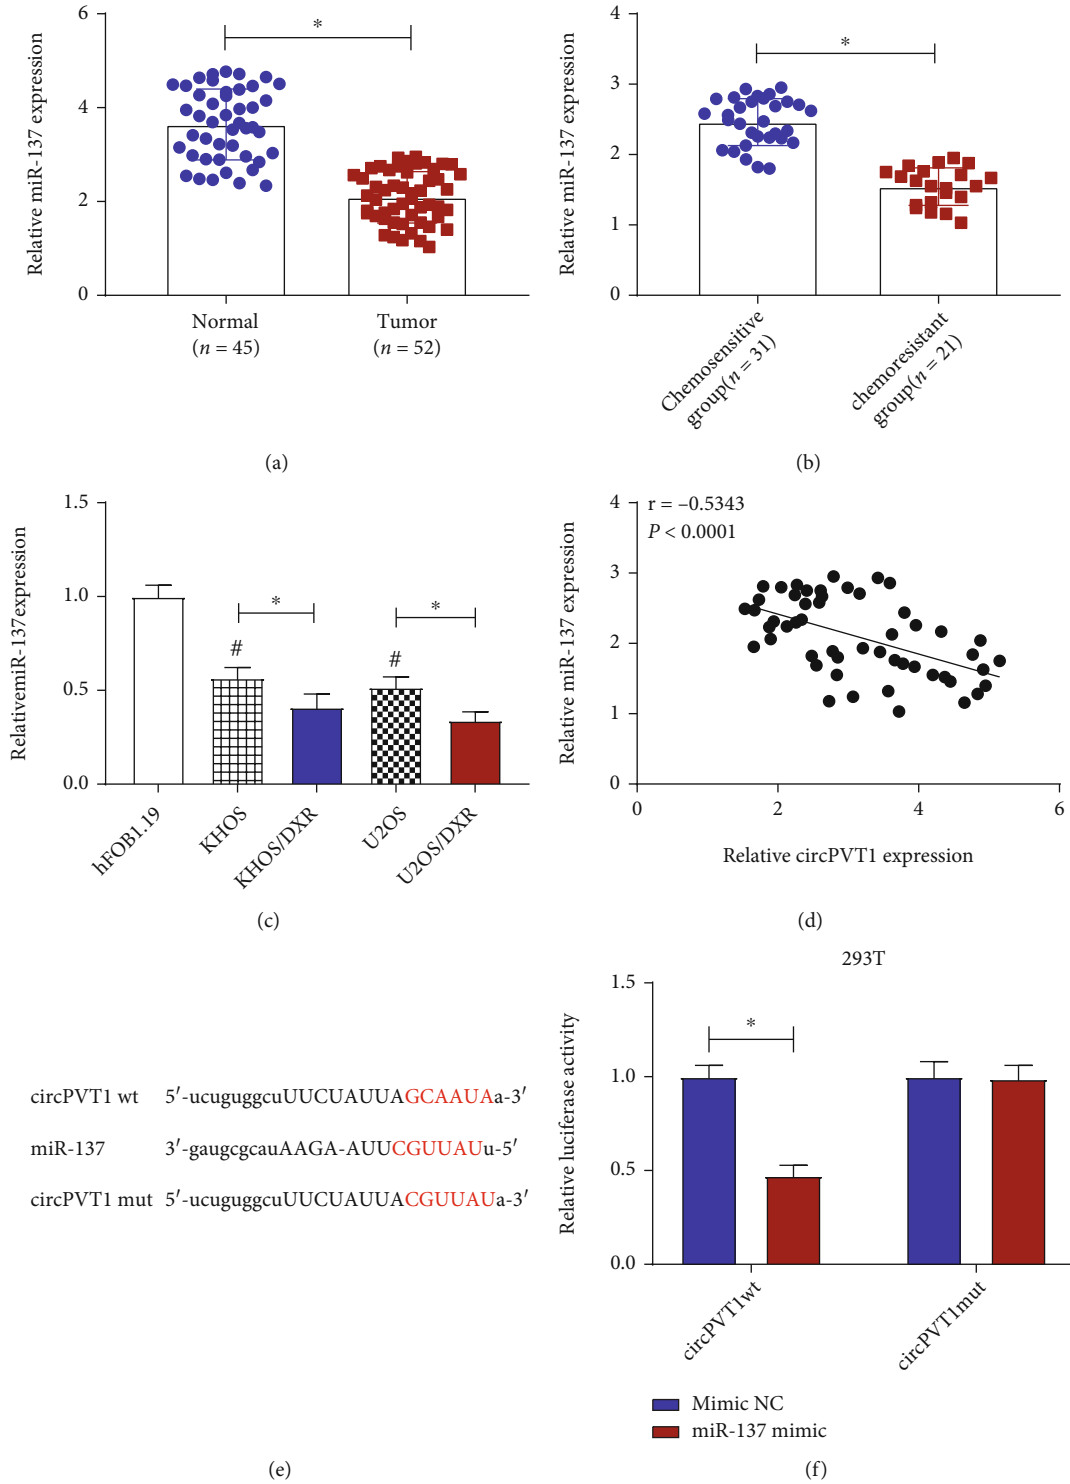 6
4
2
0
Relative miR-137 expression
*
Normal
(n = 45)
Tumor
(n = 52)
(a)
4
3
2
1
0
Relative miR-137 expression
*
Chemosensitive
group(n = 31)
chemoresistant
group(n = 21)
(b)
1.5
1.0
0.5
0.0
RelativemiR-137expression
#
*
#
*
hFOB1.19
KHOS
KHOS/DXR
U2OS
U2OS/DXR
(c)
r = –0.5343
P < 0.0001
4
3
2
1
0
Relative miR-137 expression
0
2
4
6
Relative circPVT1 expression
(d)
circPVT1 wt 5′-ucuguggcuUUCUAUUAGCAAUAa-3′
miR-137 3′-gaugcgcauAAGA-AUUCGUUAUu-5′
circPVT1 mut 5′-ucuguggcuUUCUAUUACGUUAUa-3′
(e)
293T
1.5
1.0
0.5
0.0
Relative luciferase activity
*
circPVT1wt
circPVT1mut
Mimic NC
miR-137 mimic
(f)